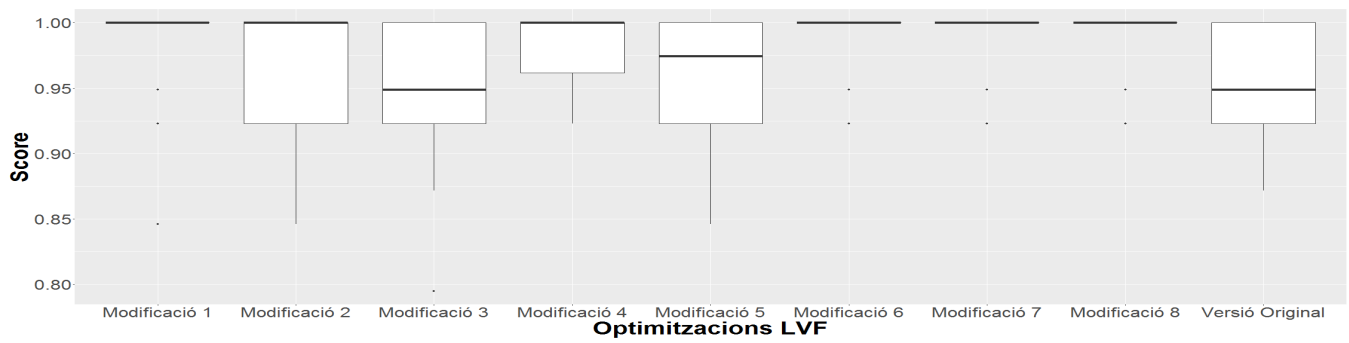 Score
1.00
0.95
0.90
0.85
0.80
Modificació 1 Modificació 2 Modificació 3 Modificació 4 Modificació 5 Modificació 6 Modificació 7 Modificació 8 Versió Original
Optimitzacions LVF